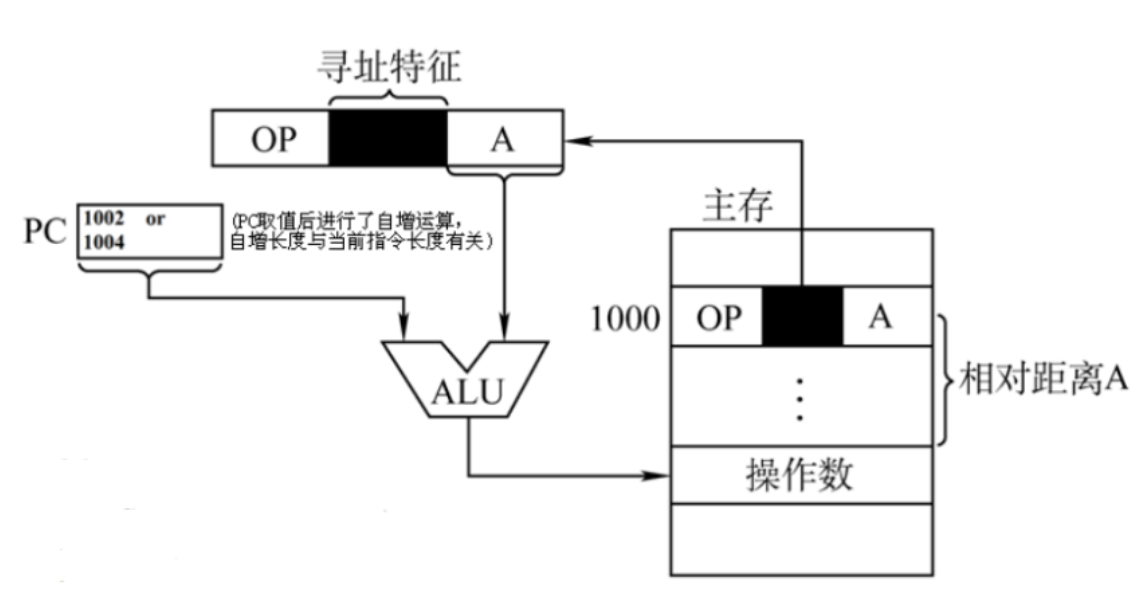 寻址特征
OP
A
主存
PC
1002 or
1004
(PC取值后进行了自增运算,
自增长度与当前指令长度有关)
1000
OP
A
ALU
相对距离A
操作数